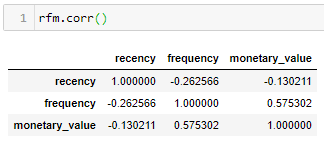 1 rfm.corr()
recency frequency monetary_value
recency 1.000000 -0.262566 -0.130211
frequency -0.262566 1.000000 0.575302
monetary_value -0.130211 0.575302 1.000000